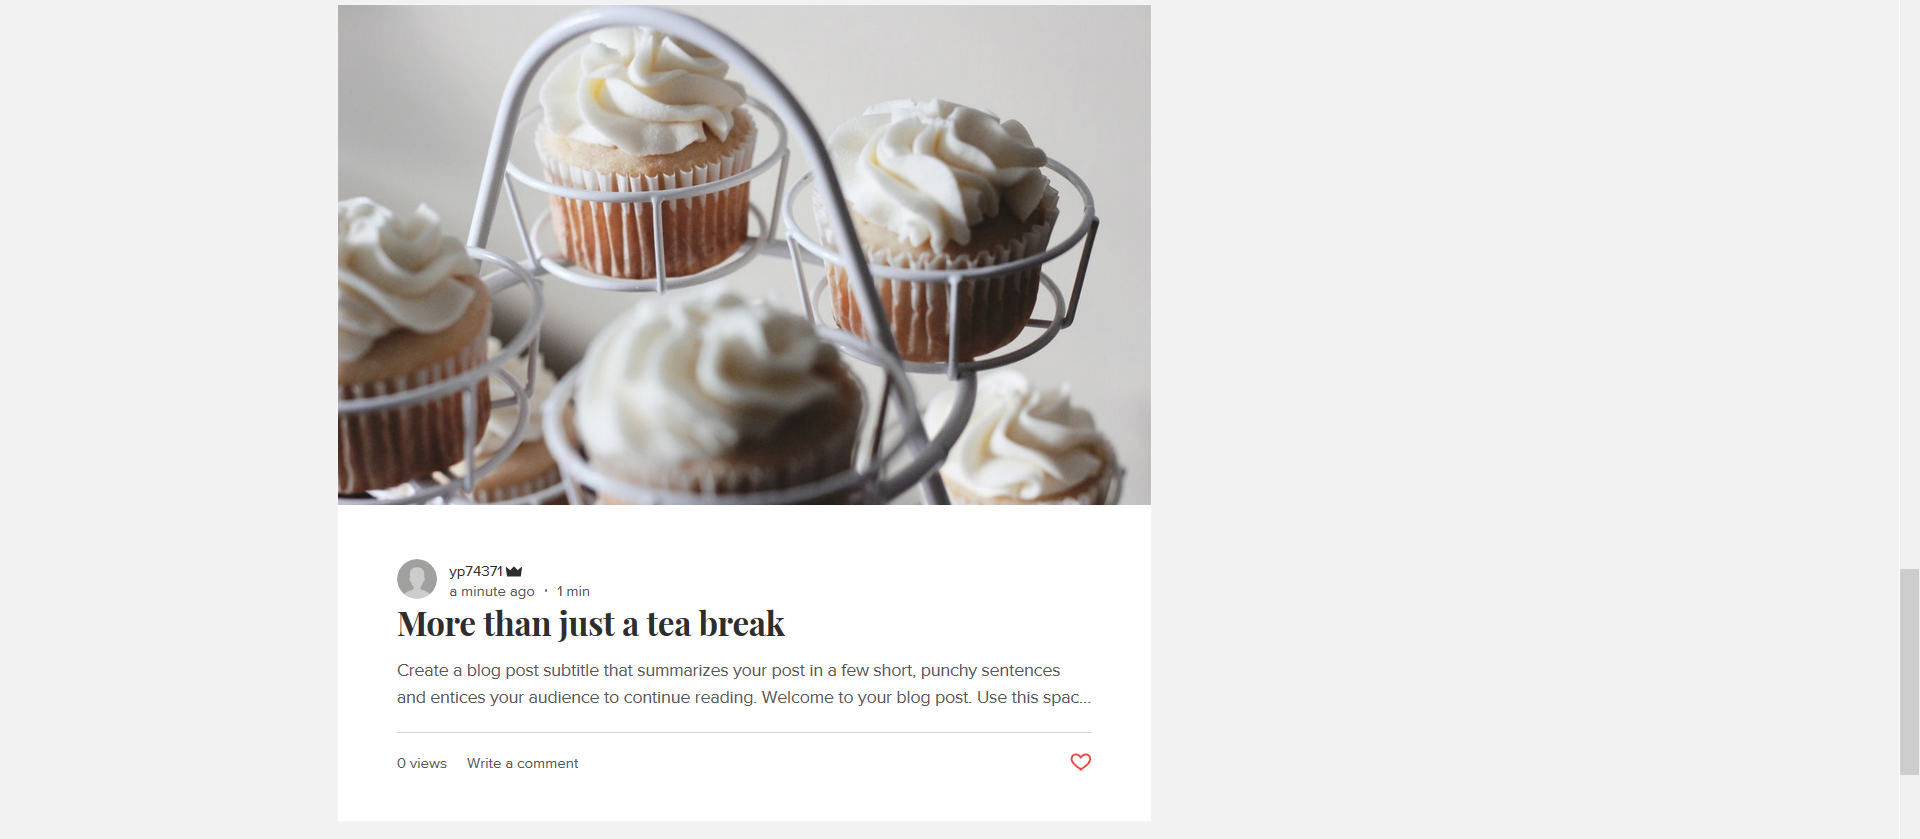 yp74371
a minute ago · 1 min
More than just a tea break
Create a blog post subtitle that summarizes your post in a few short, punchy sentences
and entices your audience to continue reading. Welcome to your blog post. Use this spac...
0 views Write a comment